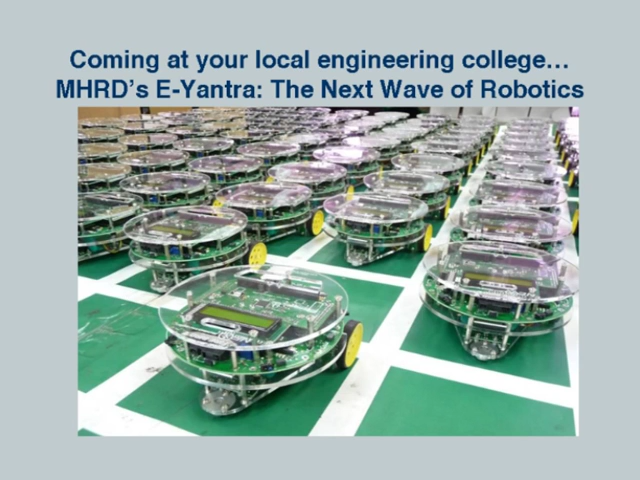 Coming at your local engineering college…
MHRD's E-Yantra: The Next Wave of Robotics